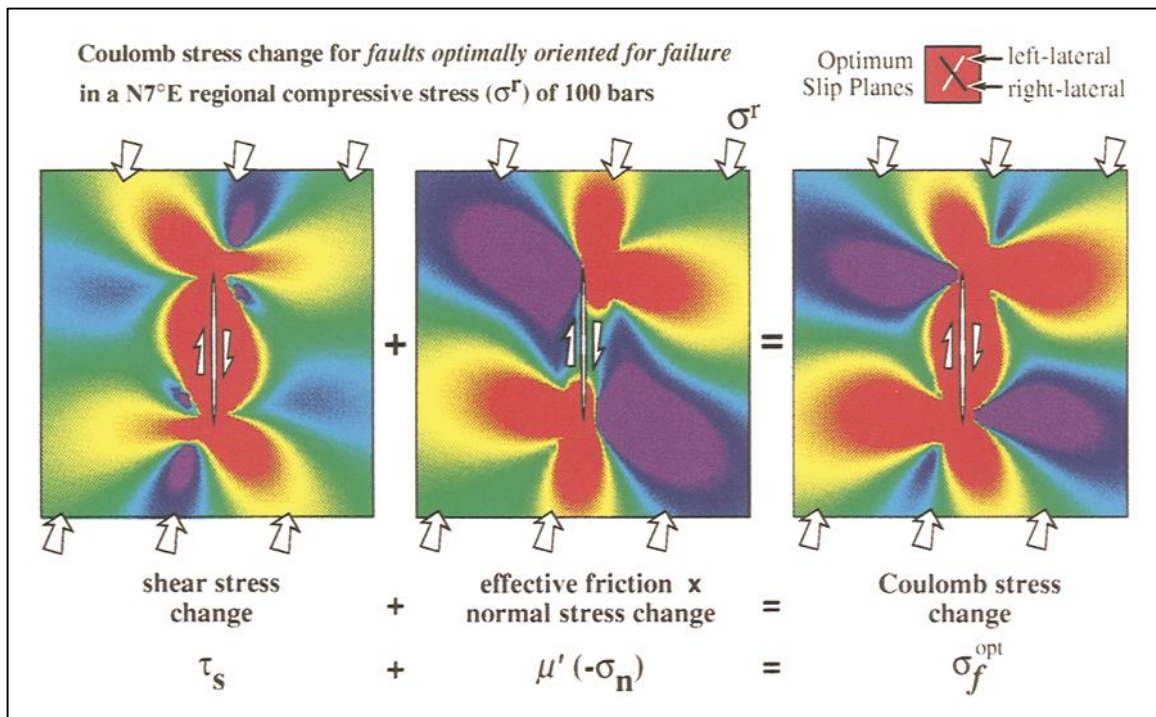 Coulomb stress change for faults optimally oriented for failure
in a N7°E regional compressive stress (σʳ) of 100 bars
Optimum
Slip Planes
left-lateral
right-lateral
σʳ
+
=
shear stress
change
+
effective friction x
normal stress change
=
Coulomb stress
change
τₛ
+
μ′ (-σₙ)
=
σ_f^opt